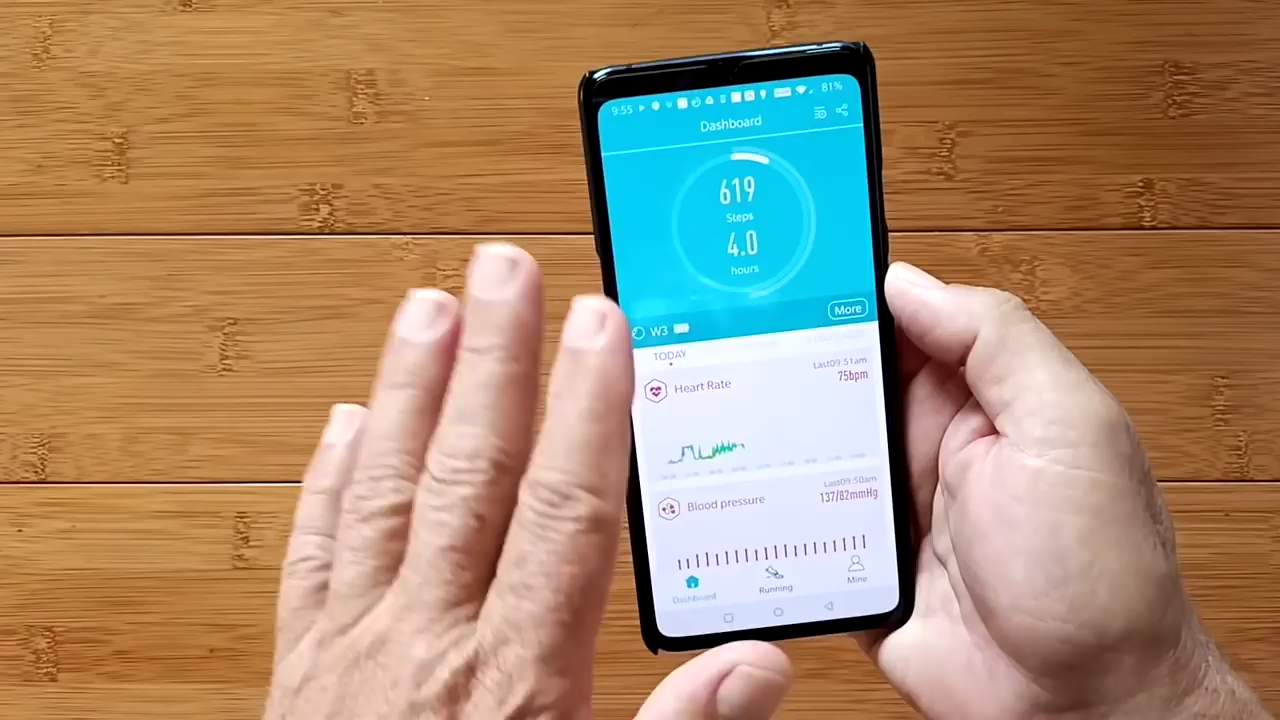 9:55
81%
Dashboard
619
Steps
4.0
hours
W3
More
TODAY
Last09:51am
Heart Rate
75bpm
Last09:50am
Blood pressure
137/82mmHg
Dashboard
Running
Mine